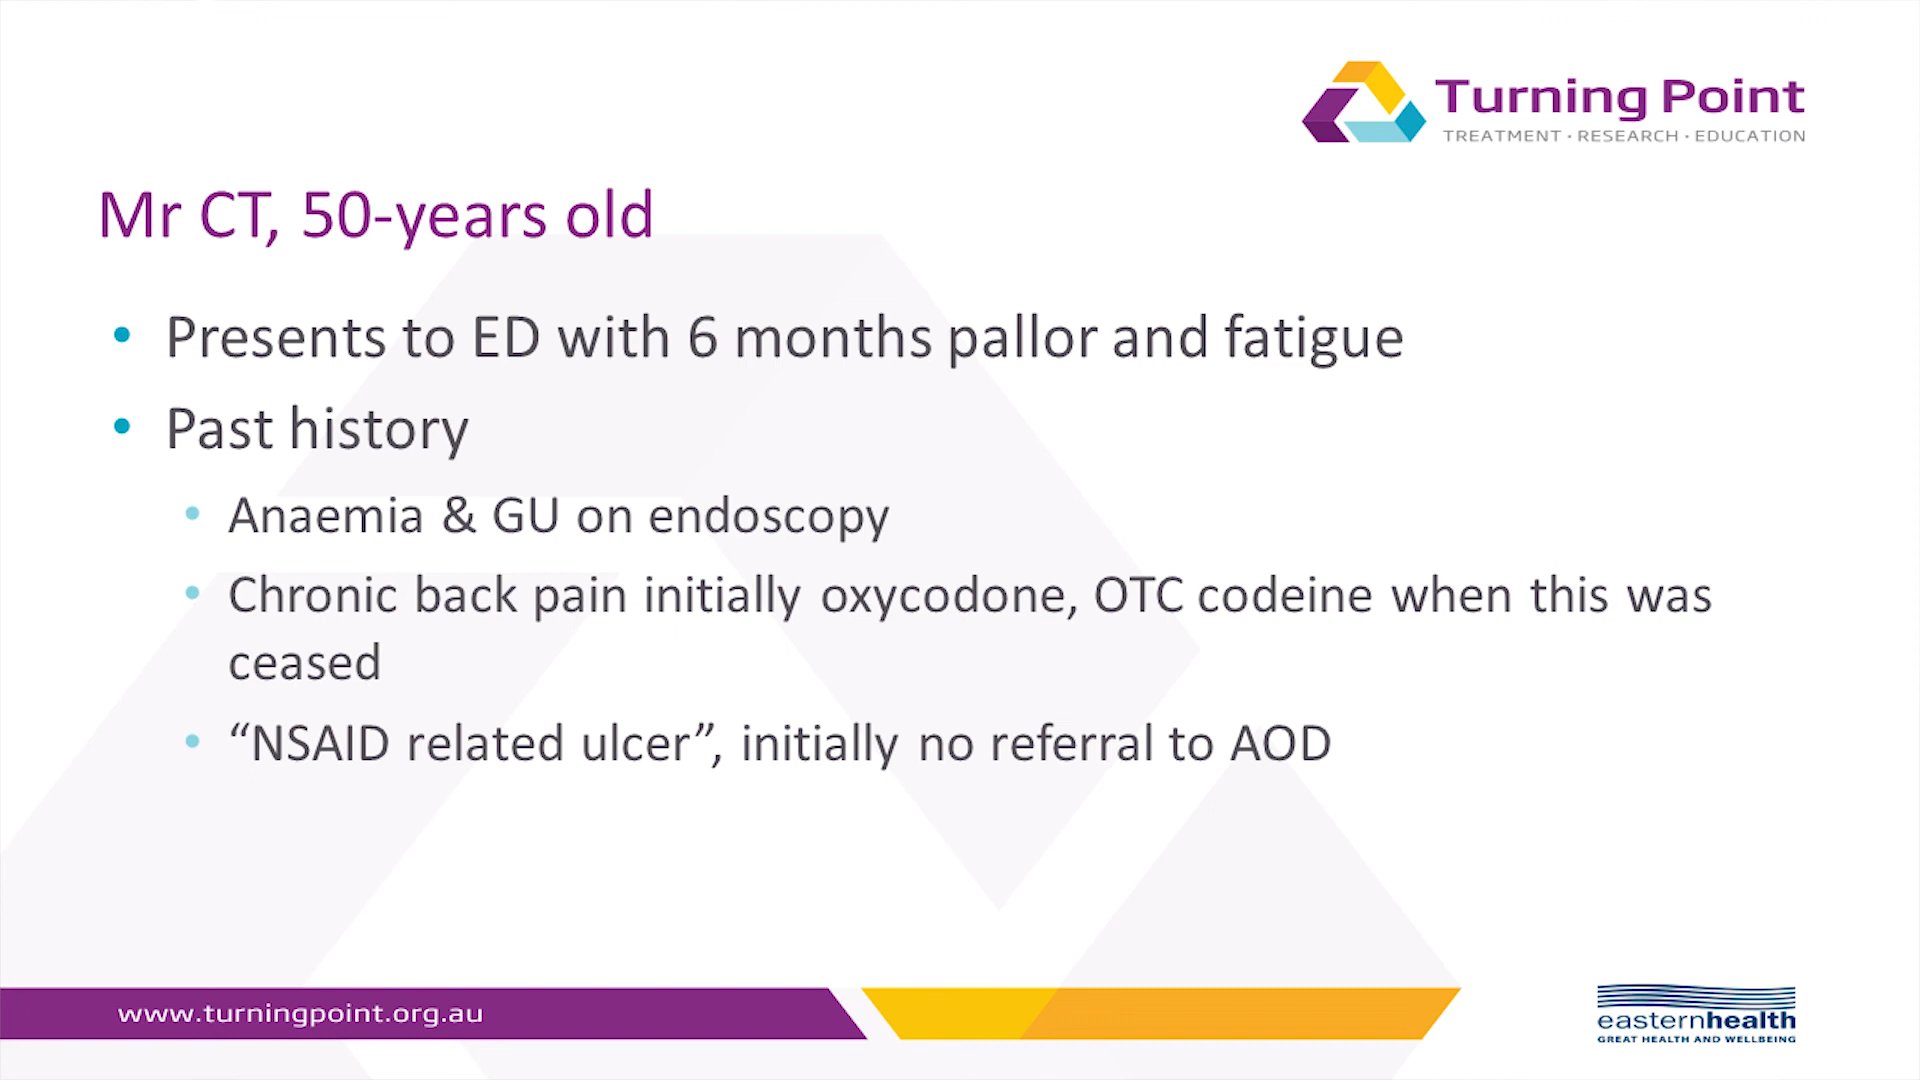 Turning Point
TREATMENT · RESEARCH · EDUCATION
Mr CT, 50-years old
• Presents to ED with 6 months pallor and fatigue
• Past history
• Anaemia & GU on endoscopy
• Chronic back pain initially oxycodone, OTC codeine when this was
ceased
• “NSAID related ulcer”, initially no referral to AOD
www.turningpoint.org.au
easternhealth
GREAT HEALTH AND WELLBEING